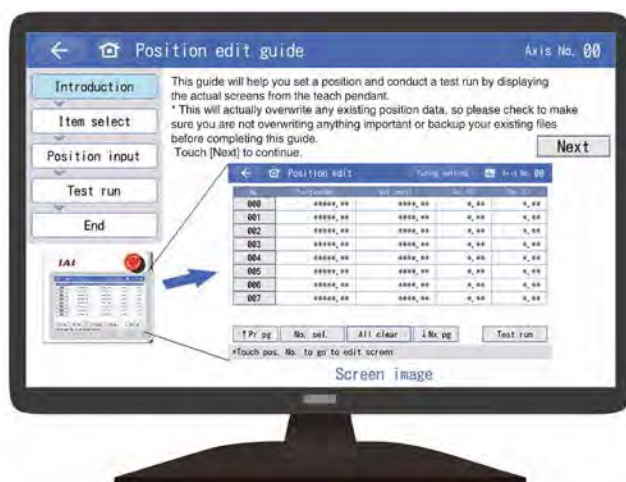 Position edit guide
Axis No. 00
Introduction
Item select
Position input
Test run
End
This guide will help you set a position and conduct a test run by displaying
the actual screens from the teach pendant.
* This will actually overwrite any existing position data, so please check to make
sure you are not overwriting anything important or backup your existing files
before completing this guide.
Touch [Next] to continue.
Next
IAI
Position edit
Axis No. 00
No.
000 *****.** ****.** *.** *.**
001 *****.** ****.** *.** *.**
002 *****.** ****.** *.** *.**
003 *****.** ****.** *.** *.**
004 *****.** ****.** *.** *.**
005 *****.** ****.** *.** *.**
006 *****.** ****.** *.** *.**
007 *****.** ****.** *.** *.**
↑Pr pg No. sel. All clear ↓Nx pg Test run
*Touch pos. No. to go to edit screen
Screen image